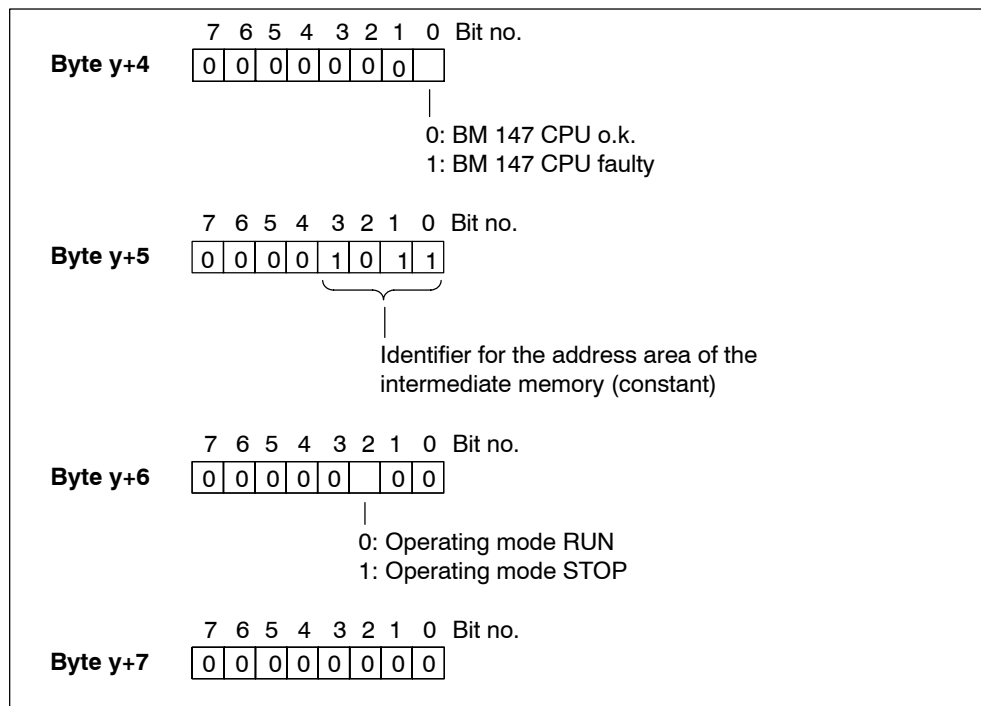 7 6 5 4 3 2 1 0 Bit no.
Byte y+4 0 0 0 0 0 0 0
0: BM 147 CPU o.k.
1: BM 147 CPU faulty
7 6 5 4 3 2 1 0 Bit no.
Byte y+5 0 0 0 0 1 0 1 1
Identifier for the address area of the
intermediate memory (constant)
7 6 5 4 3 2 1 0 Bit no.
Byte y+6 0 0 0 0 0 0 0
0: Operating mode RUN
1: Operating mode STOP
7 6 5 4 3 2 1 0 Bit no.
Byte y+7 0 0 0 0 0 0 0 0